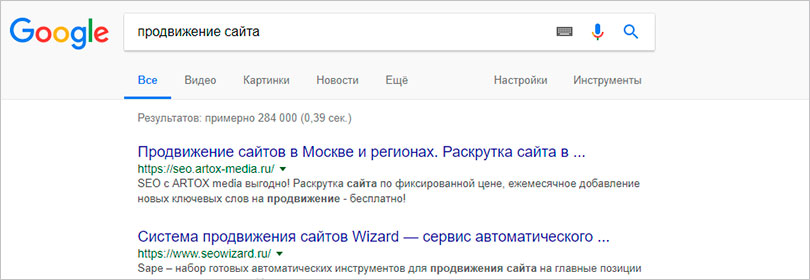 Google
продвижение сайта
Все Видео Картинки Новости Ещё Настройки Инструменты
Результатов: примерно 284 000 (0,39 сек.)
Продвижение сайтов в Москве и регионах. Раскрутка сайта в ...
https://seo.artox-media.ru/
SEO с ARTOX media выгодно! Раскрутка сайта по фиксированной цене, ежемесячное добавление
новых ключевых слов на продвижение - бесплатно!
Система продвижения сайтов Wizard — сервис автоматического ...
https://www.seowizard.ru/
Sape – набор готовых автоматических инструментов для продвижения сайта на главные позиции